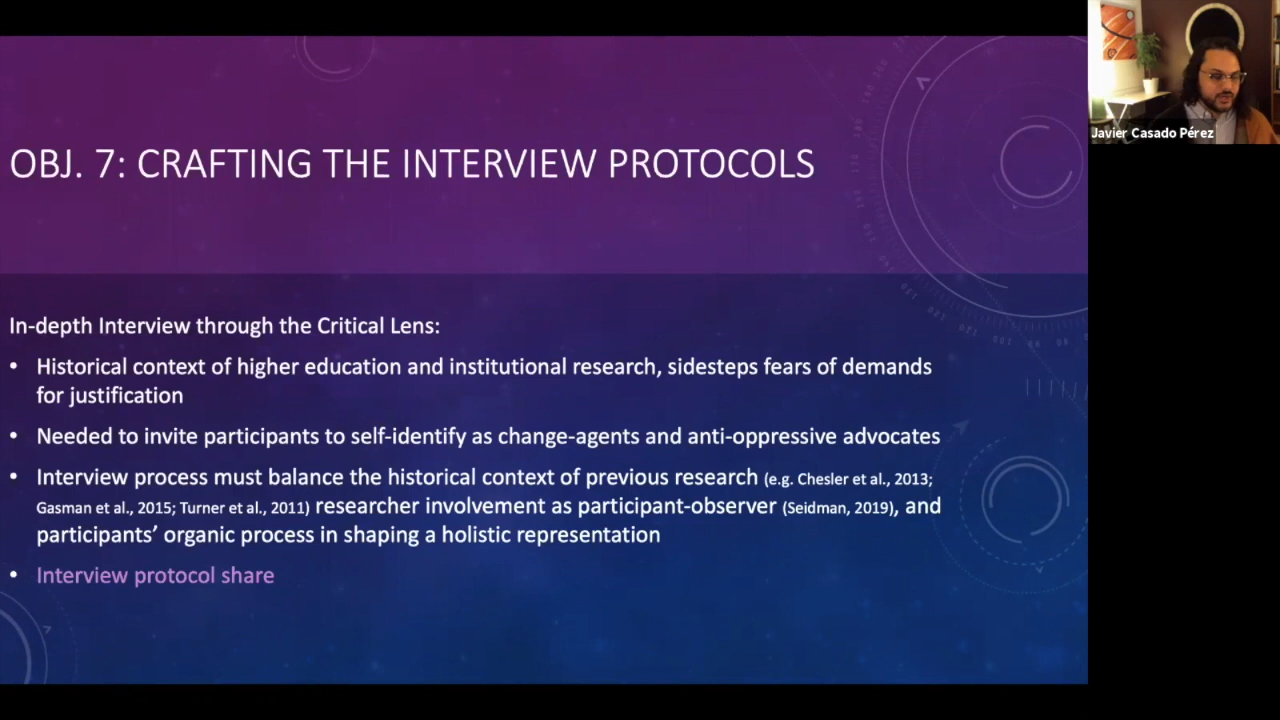 OBJ. 7: CRAFTING THE INTERVIEW PROTOCOLS
Javier Casado Pérez
In-depth Interview through the Critical Lens:
• Historical context of higher education and institutional research, sidesteps fears of demands
for justification
• Needed to invite participants to self-identify as change-agents and anti-oppressive advocates
• Interview process must balance the historical context of previous research (e.g. Chesler et al., 2013;
Gasman et al., 2015; Turner et al., 2011) researcher involvement as participant-observer (Seidman, 2019), and
participants’ organic process in shaping a holistic representation
• Interview protocol share